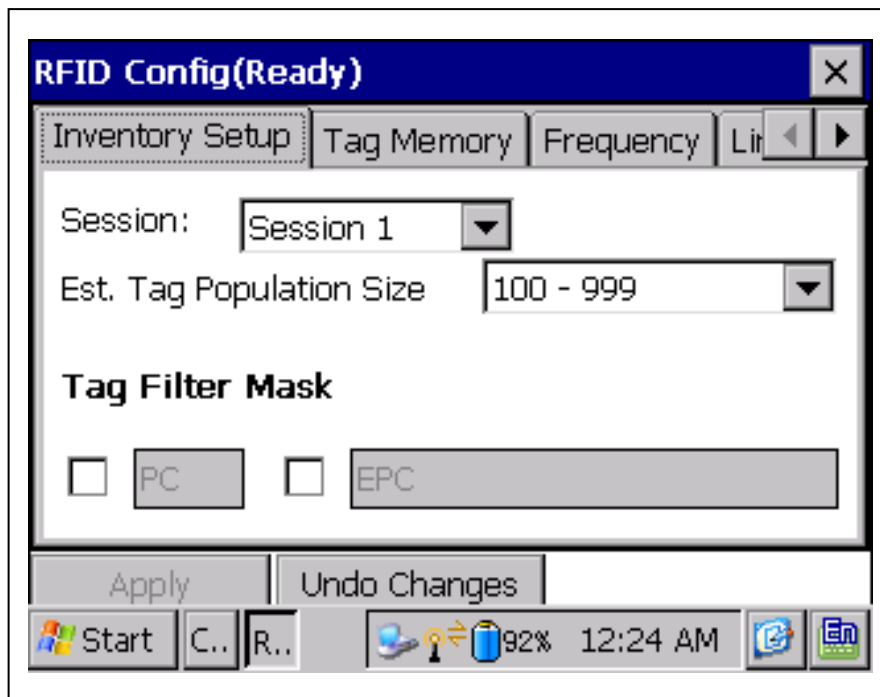 RFID Config(Ready)
Inventory Setup Tag Memory Frequency
Session: Session 1
Est. Tag Population Size 100 - 999
Tag Filter Mask
PC EPC
Apply Undo Changes
Start C.. R.. 92% 12:24 AM En